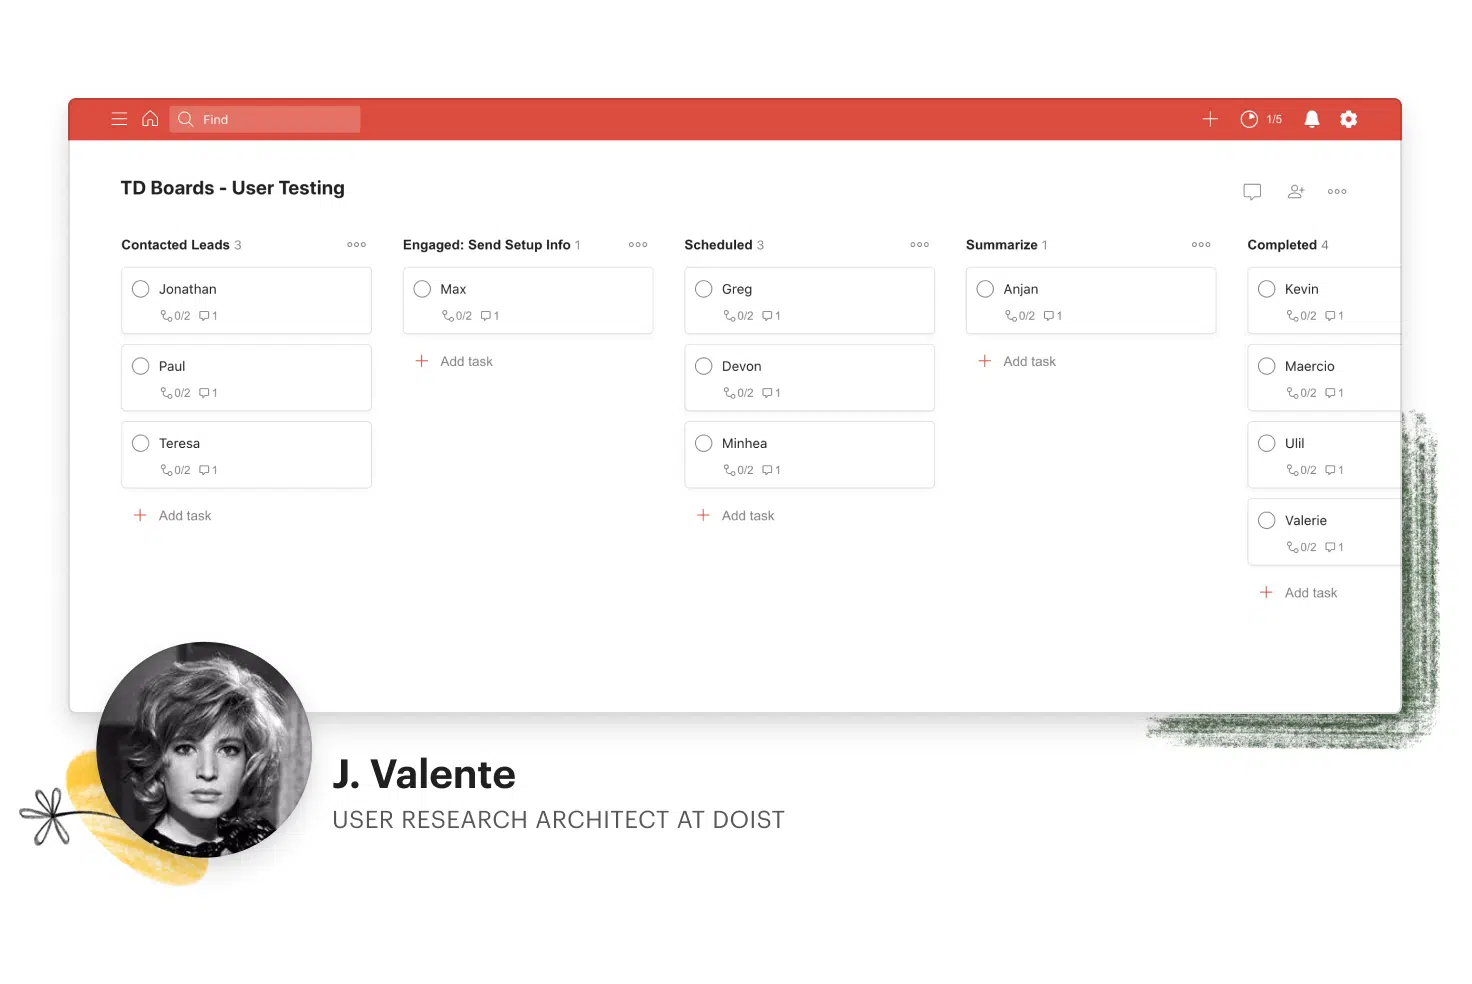 Find
1/5
TD Boards - User Testing
Contacted Leads 3
Jonathan
0/2 1
Paul
0/2 1
Teresa
0/2 1
Add task
Engaged: Send Setup Info 1
Max
0/2 1
Add task
Scheduled 3
Greg
0/2 1
Devon
0/2 1
Minhea
0/2 1
Add task
Summarize 1
Anjan
0/2 1
Add task
Completed 4
Kevin
0/2 1
Maercio
0/2 1
Ulil
0/2 1
Valerie
0/2 1
Add task
J. Valente
USER RESEARCH ARCHITECT AT DOIST